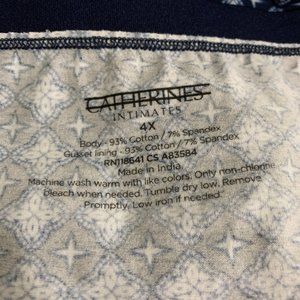 CATHERINES
INTIMATES
4X
Body - 93% Cotton / 7% Spandex
Gusset lining - 93% Cotton / 7% Spandex
RN118641 CS A83584
Made in India
Machine wash warm with like colors. Only non-chlorine
bleach when needed. Tumble dry low. Remove
Promptly. Low iron if needed.